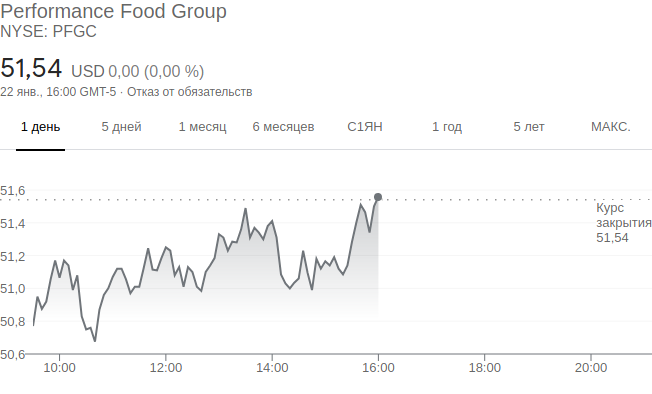 Performance Food Group
NYSE: PFGC
51,54 USD 0,00 (0,00 %)
22 янв., 16:00 GMT-5 · Отказ от обязательств
1 день 5 дней 1 месяц 6 месяцев С1ЯН 1 год 5 лет МАКС.
51,6
51,4
51,2
51,0
50,8
50,6
Курс
закрытия
51,54
10:00 12:00 14:00 16:00 18:00 20:00